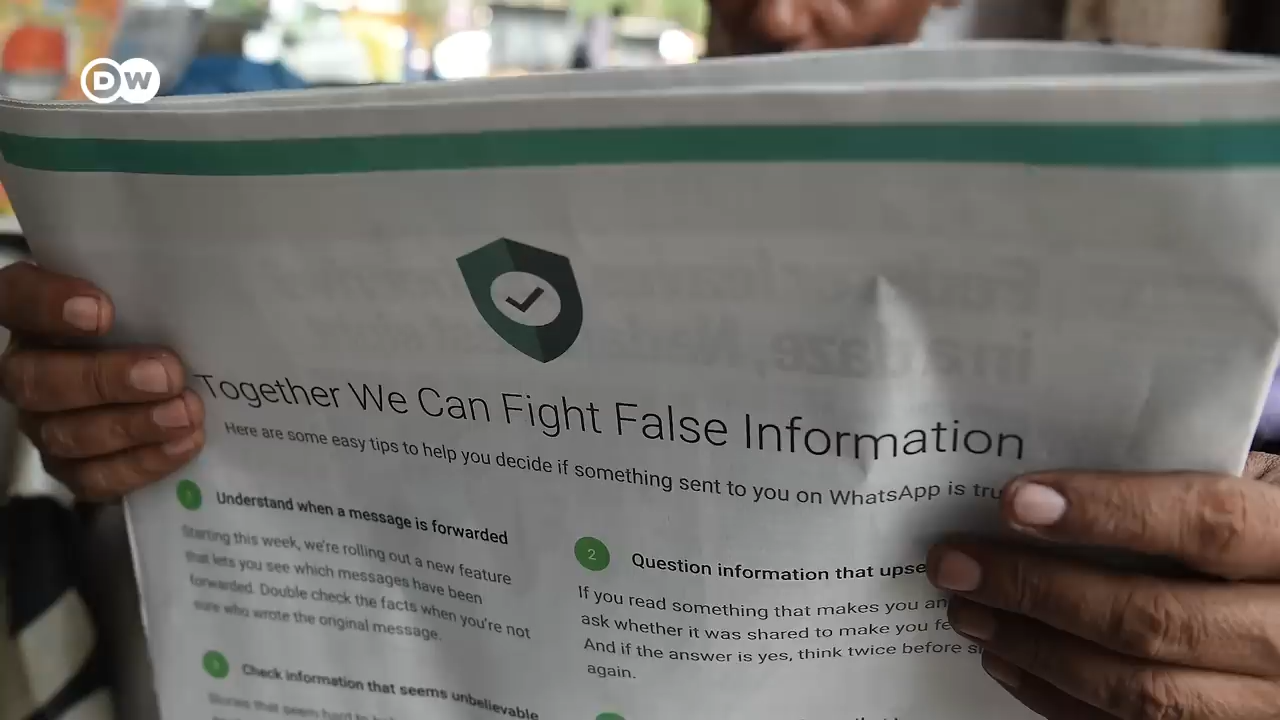 DW
Together We Can Fight False Information
Here are some easy tips to help you decide if something sent to you on WhatsApp is tru
1 Understand when a message is forwarded
Starting this week, we're rolling out a new feature
that lets you see which messages have been
forwarded. Double check the facts when you're not
sure who wrote the original message.
2 Question information that upse
If you read something that makes you an
ask whether it was shared to make you fe
And if the answer is yes, think twice before s
again.
3 Check information that seems unbelievable
Stories that seem hard to